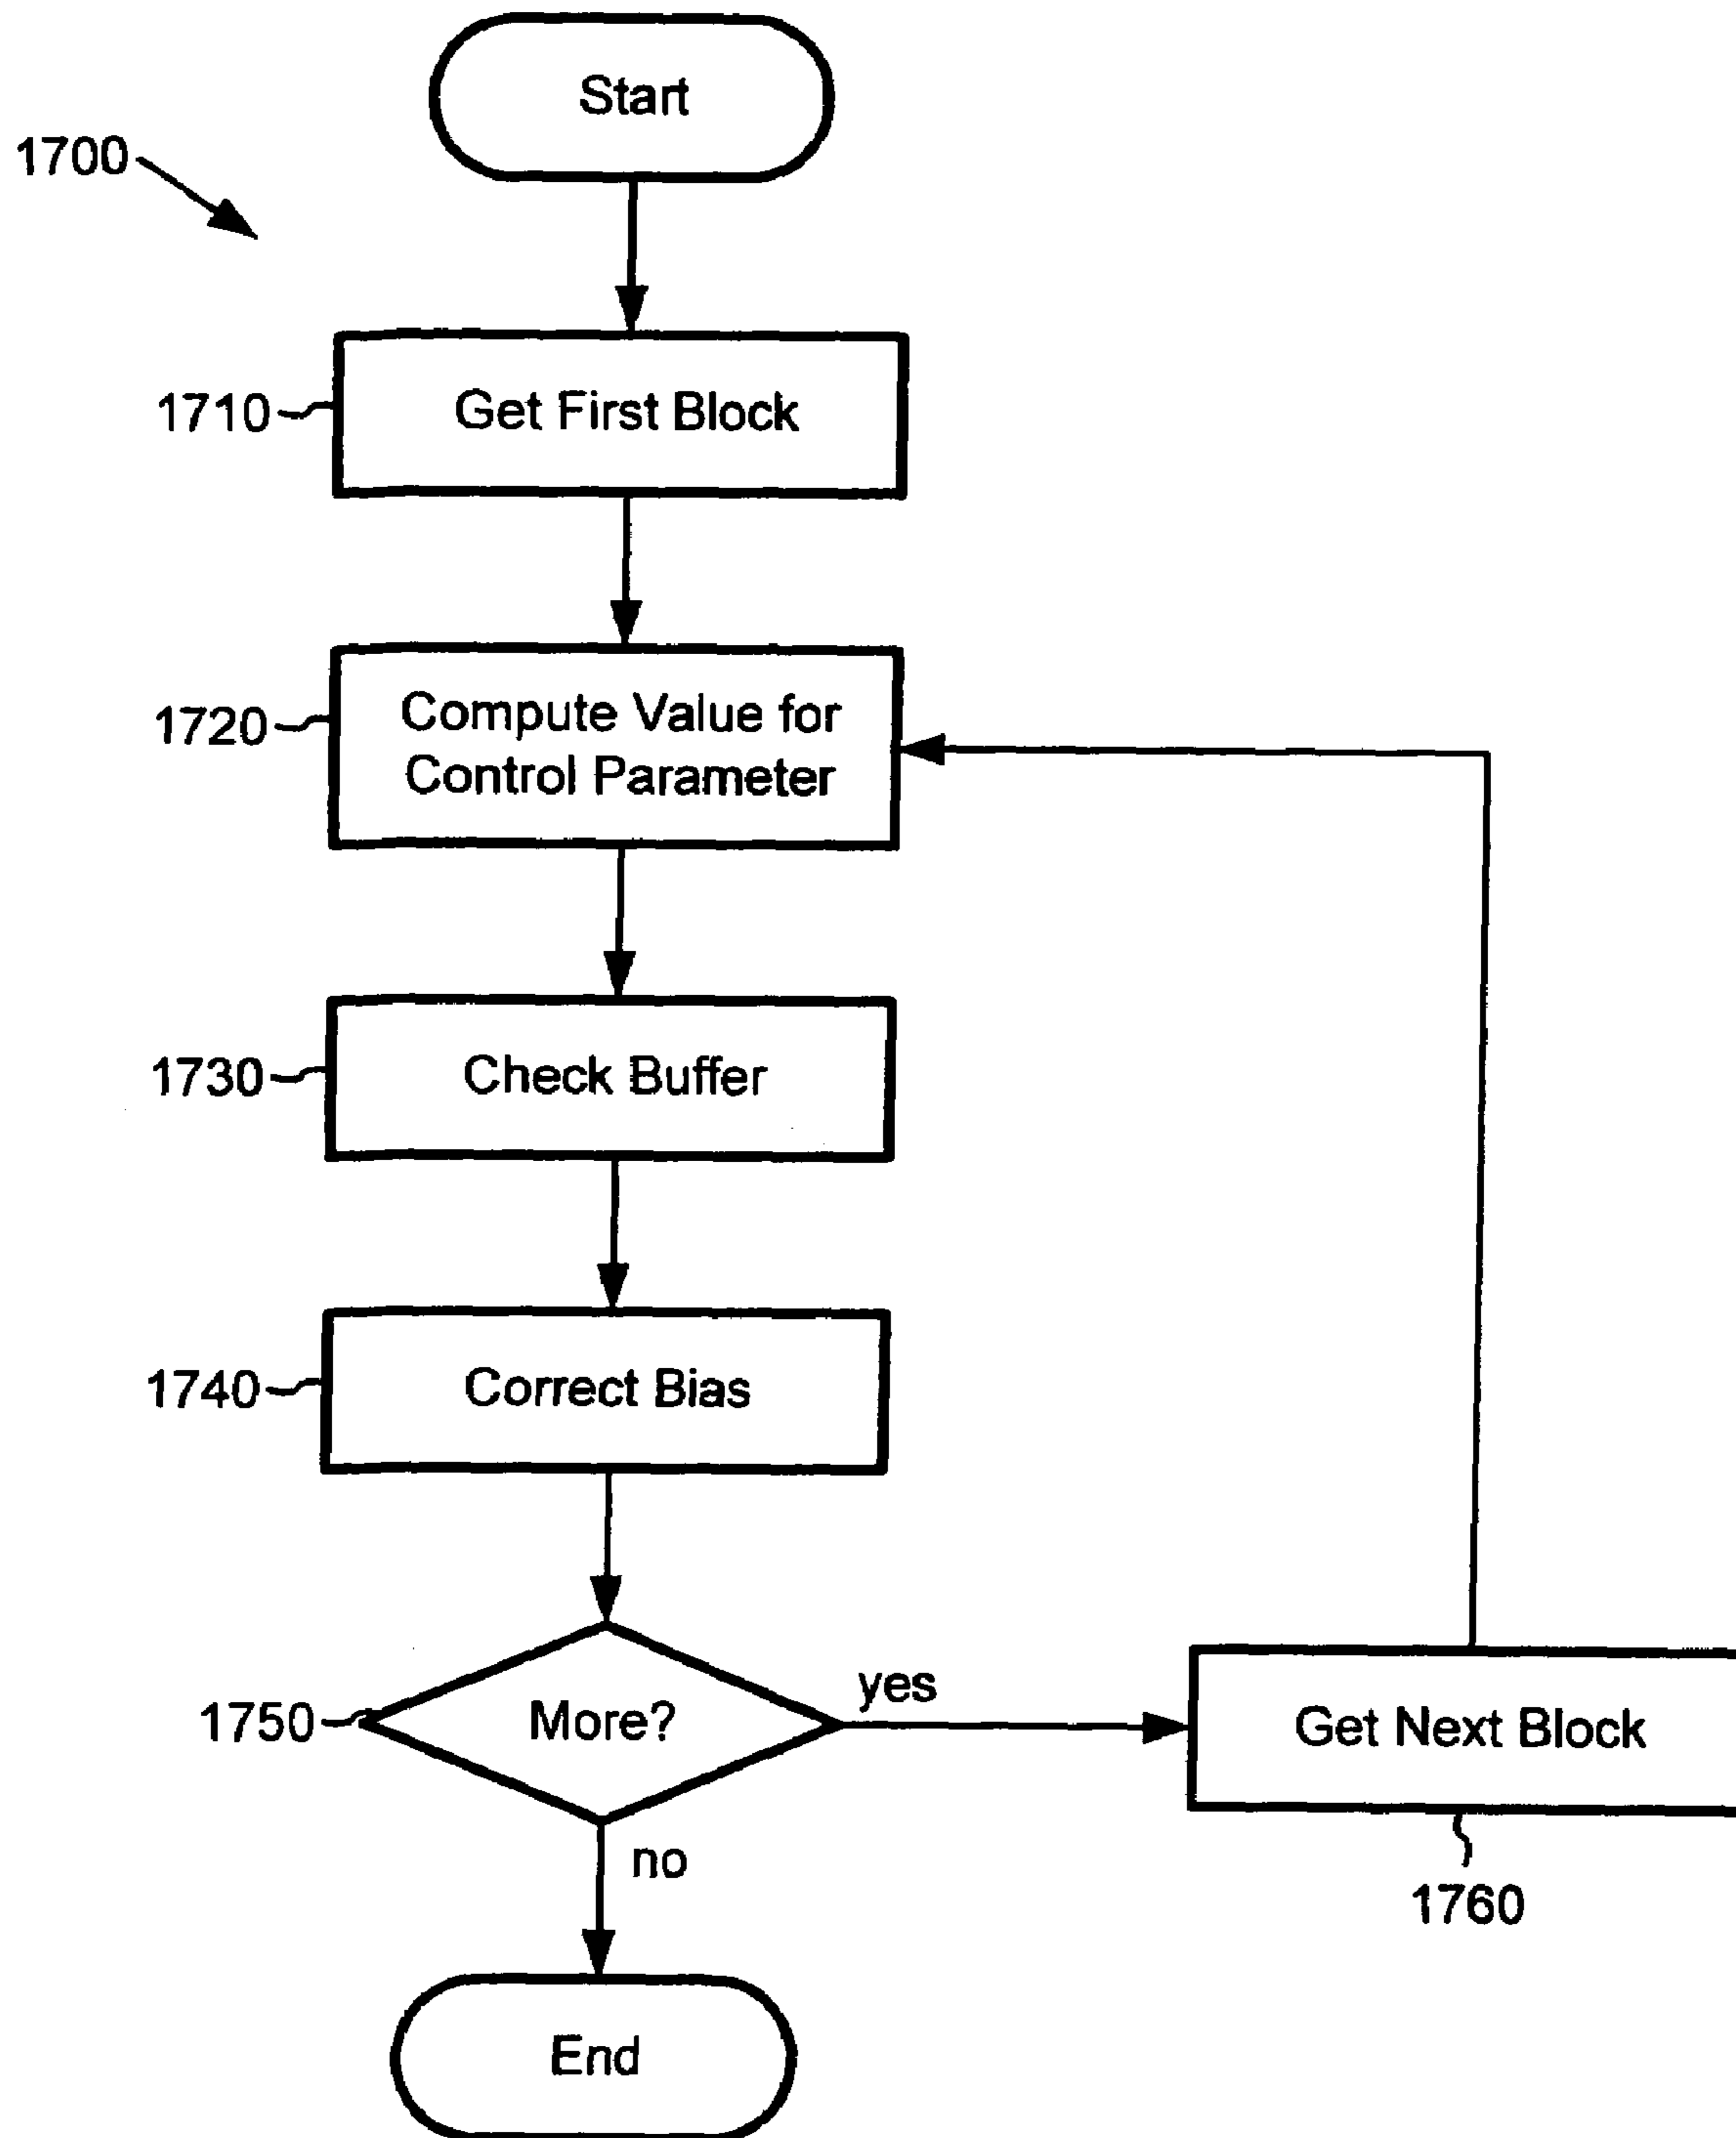 Start
1700
1710
Get First Block
1720
Compute Value for
Control Parameter
1730
Check Buffer
1740
Correct Bias
1750
More?
yes
Get Next Block
1760
no
End